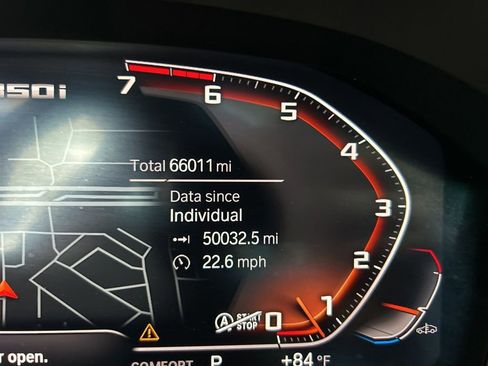 50i
7
6
5
4
3
2
1
0
Total 66011 mi
Data since
Individual
50032.5 mi
22.6 mph
A START
STOP
r open.
COMFORT
P
+84 °F